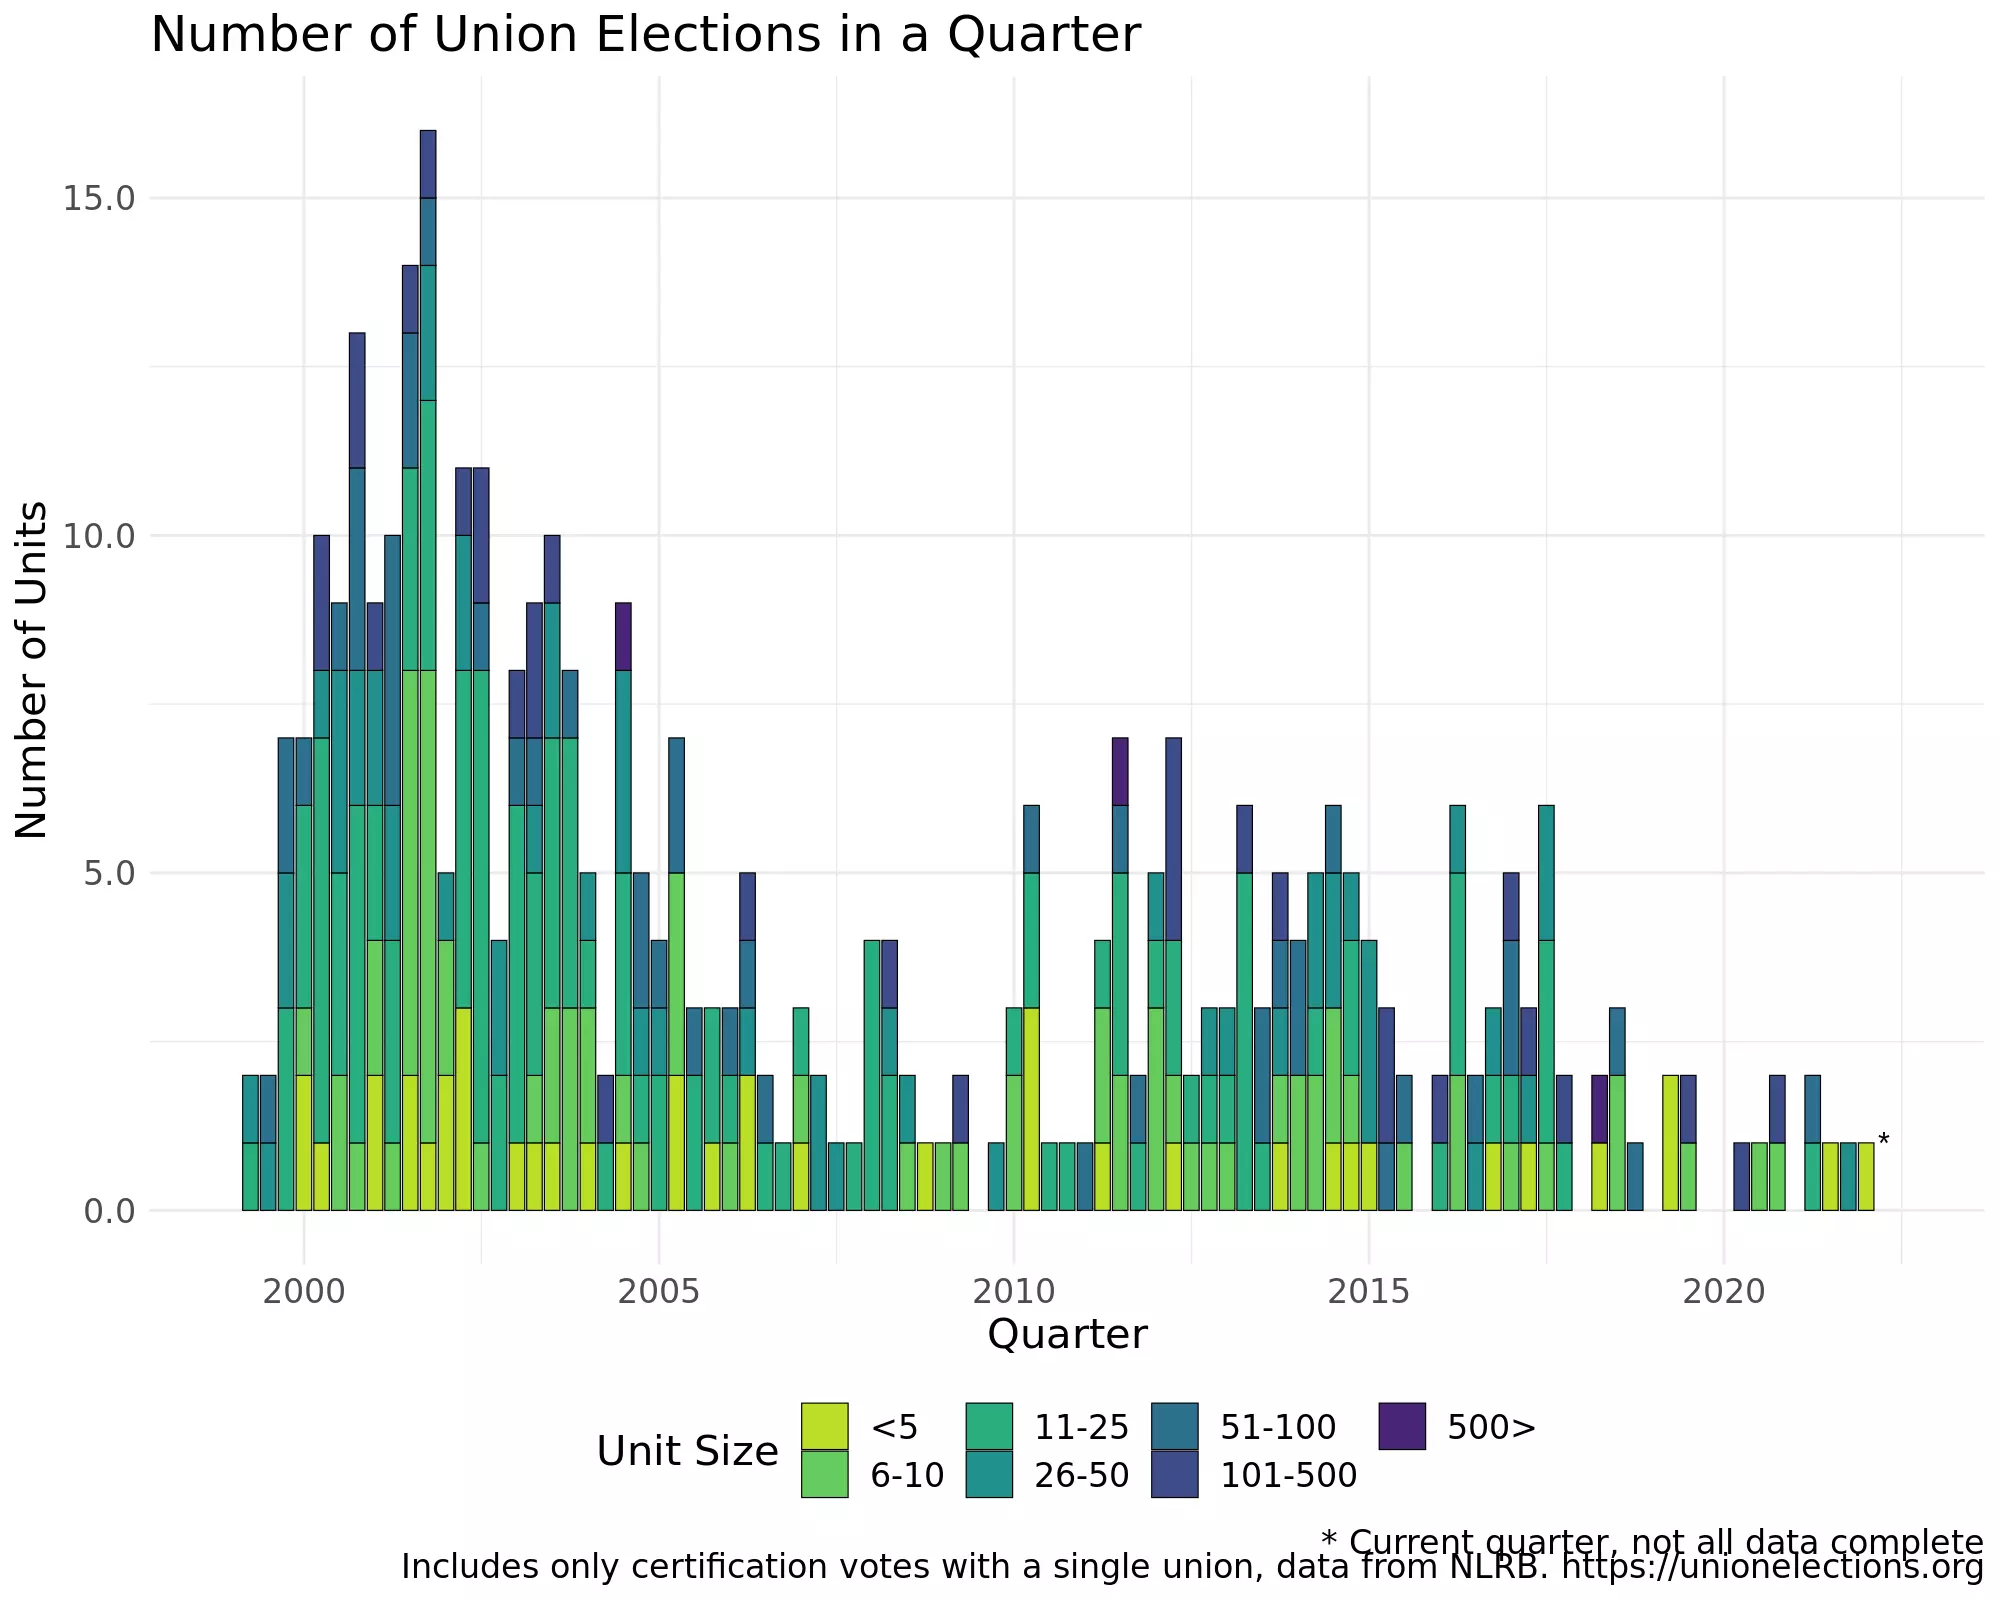 Number of Union Elections in a Quarter
Number of Units
15.0
10.0
5.0
0.0
*
2000 2005 2010 2015 2020
Quarter
Unit Size
<5 11-25 51-100 500>
6-10 26-50 101-500
* Current quarter, not all data complete
Includes only certification votes with a single union, data from NLRB. https://unionelections.org